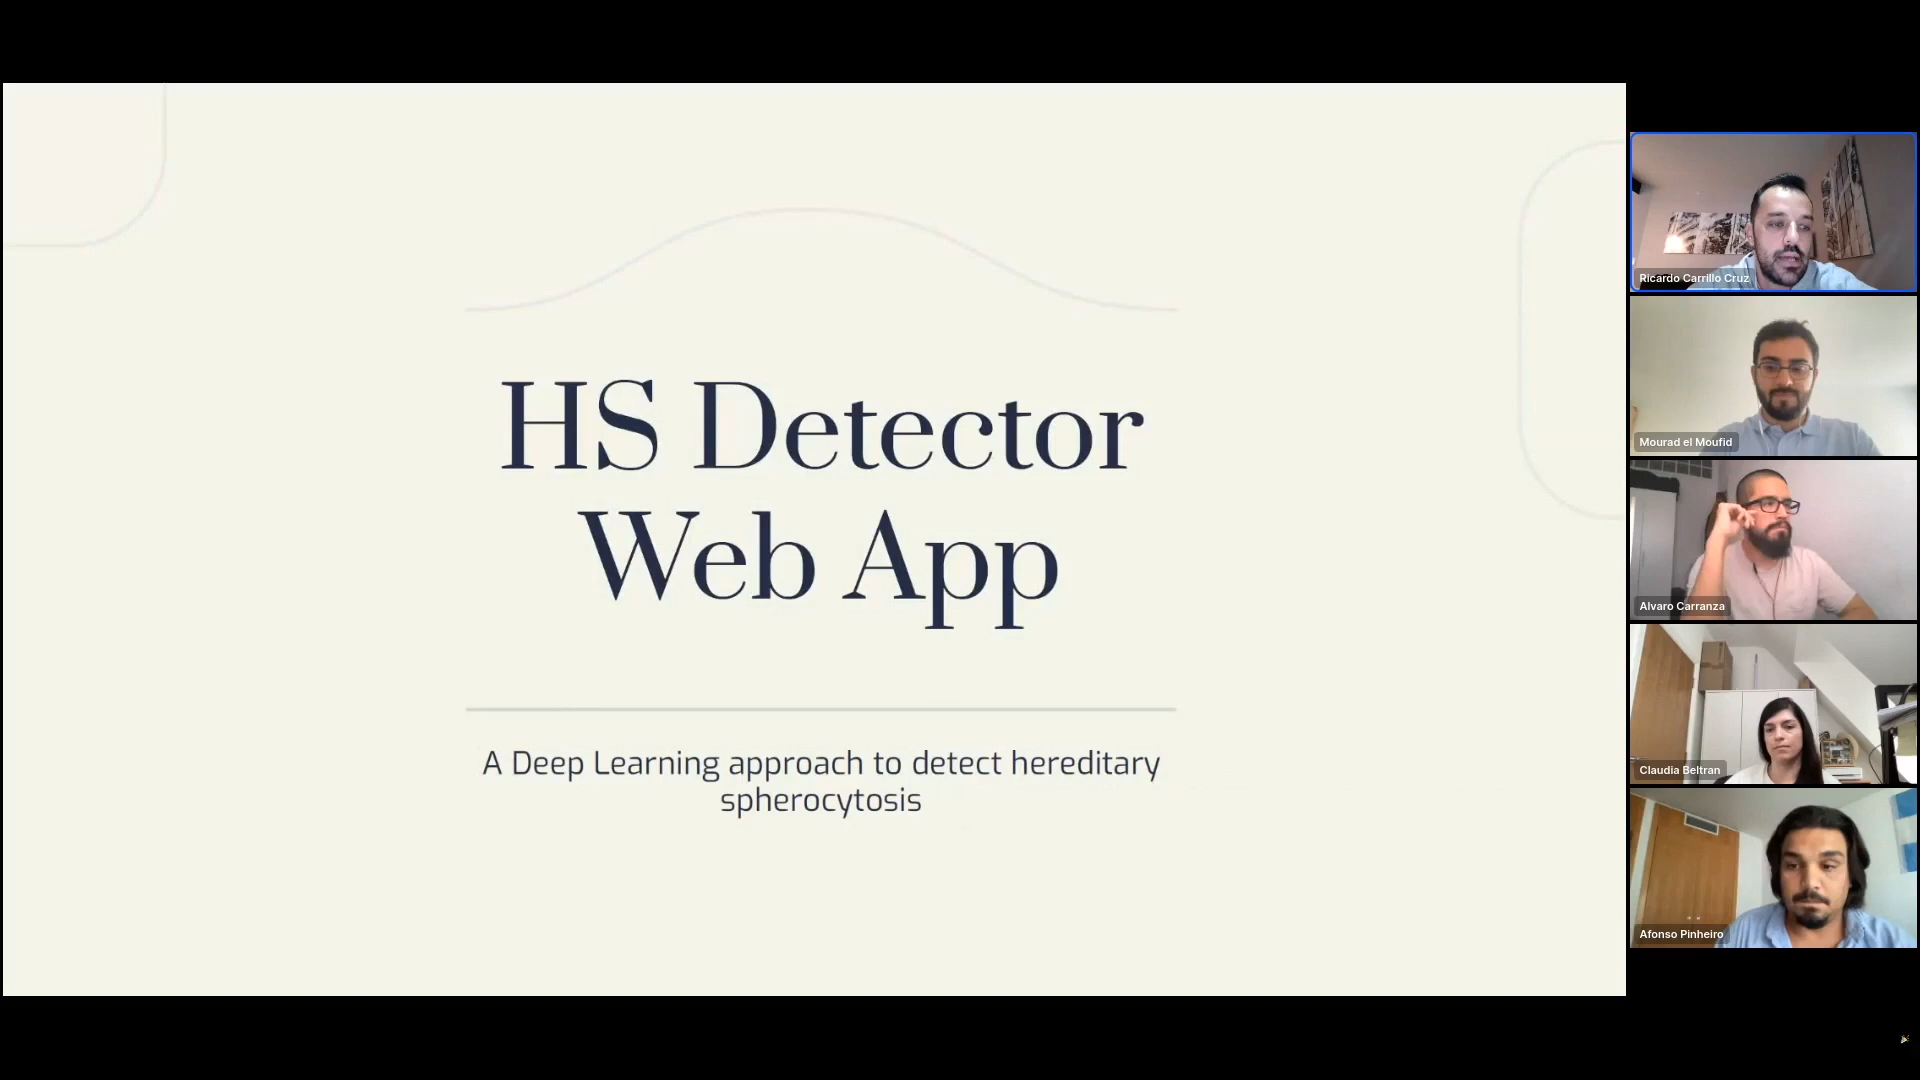 HS Detector
Web App
A Deep Learning approach to detect hereditary
spherocytosis
Ricardo Carrillo Cruz
Mourad el Moufid
Alvaro Carranza
Claudia Beltran
Afonso Pinheiro